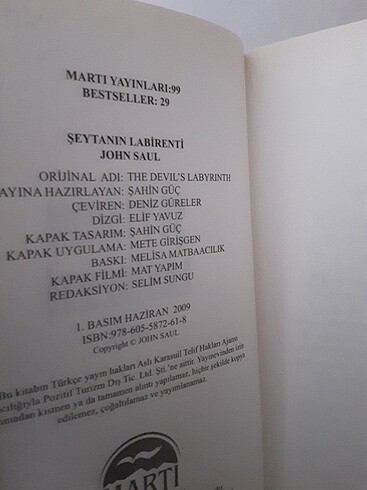 MARTI YAYINLARI:99
BESTSELLER: 29
ŞEYTANIN LABİRENTİ
JOHN SAUL
ORİJİNAL ADI: THE DEVIL'S LABYRINTH
AYINA HAZIRLAYAN: ŞAHİN GÜÇ
ÇEVİREN: DENİZ GÜRELER
DİZGİ: ELİF YAVUZ
KAPAK TASARIM: ŞAHİN GÜÇ
KAPAK UYGULAMA: METE GİRİŞGEN
BASKI: MELİSA MATBAACILIK
KAPAK FİLMİ: MAT YAPIM
REDAKSİYON: SELİM SUNGU
1. BASIM HAZİRAN 2009
ISBN:978-605-5872-61-8
Copyright © JOHN SAUL
Bu kitabın Türkçe yayın hakları Aslı Karasuil Telif Hakları Ajansı
cılığıyla Pozitif Turizm Dış Tic. Ltd. Şti.'ne aittir. Yayınevinden izin
madan kısmen ya da tamamen alıntı yapılamaz, hiçbir şekilde kopya
edilemez, çoğaltılamaz ve yayımlanamaz.
MARTI